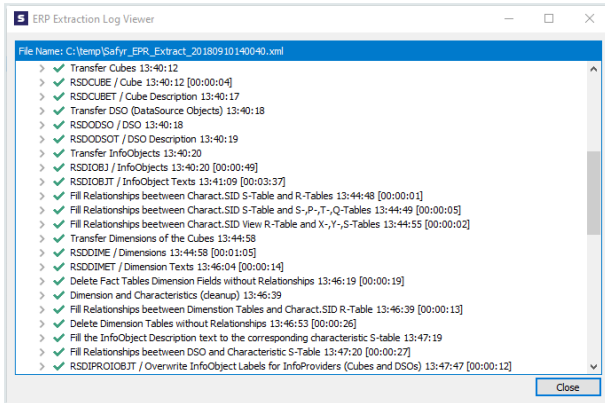 S ERP Extraction Log Viewer
File Name: C:\temp\Safyr_EPR_Extract_20180910140040.xml
Transfer Cubes 13:40:12
RSDCUBE / Cube 13:40:12 [00:00:04]
RSDCUBET / Cube Description 13:40:17
Transfer DSO (DataSource Objects) 13:40:18
RSDODSO / DSO 13:40:18
RSDODSOT / DSO Description 13:40:19
Transfer InfoObjects 13:40:20
RSDIOBJ / InfoObjects 13:40:20 [00:00:49]
RSDIOBJT / InfoObject Texts 13:41:09 [00:03:37]
Fill Relationships beetween Charact.SID S-Table and R-Tables 13:44:48 [00:00:01]
Fill Relationships beetween Charact.SID S-Table and S-,P-,T-,Q-Tables 13:44:49 [00:00:05]
Fill Relationships beetween Charact.SID View R-Table and X-,Y-,S-Tables 13:44:55 [00:00:02]
Transfer Dimensions of the Cubes 13:44:58
RSDDIME / Dimensions 13:44:58 [00:01:05]
RSDDIMET / Dimension Texts 13:46:04 [00:00:14]
Delete Fact Tables Dimension Fields without Relationships 13:46:19 [00:00:19]
Dimension and Characteristics (cleanup) 13:46:39
Fill Relationships beetween Dimenstion Tables and Charact.SID R-Table 13:46:39 [00:00:13]
Delete Dimension Tables without Relationships 13:46:53 [00:00:26]
Fill the InfoObject Description text to the corresponding characteristic S-table 13:47:19
Fill Relationships beetween DSO and Characteristic S-Table 13:47:20 [00:00:27]
RSDIPROIOBJT / Overwrite InfoObject Labels for InfoProviders (Cubes and DSOs) 13:47:47 [00:00:12]
Close